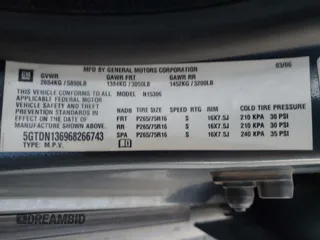 GM
MFD BY GENERAL MOTORS CORPORATION 03/06
GVWR GAWR FRT GAWR RR
2654KG / 5850LB 1384KG / 3050LB 1452KG / 3200LB
THIS VEHICLE CONFORMS TO ALL MODEL N15306
APPLICABLE FEDERAL MOTOR
VEHICLE SAFETY AND THEFT
PREVENTION STANDARDS IN
EFFECT ON THE DATE OF
MANUFACTURE SHOWN ABOVE.
5GTDN136968266743
TYPE: M.P.V.
TIRE SIZE SPD RTG RIM COLD TIRE PRESSURE
FRT P265/75R16 S 16X7.5J 210 KPA 30 PSI
RR P265/75R16 S 16X7.5J 210 KPA 30 PSI
SPA P265/75R16 S 16X7.5J 240 KPA 35 PSI
DREAMBID